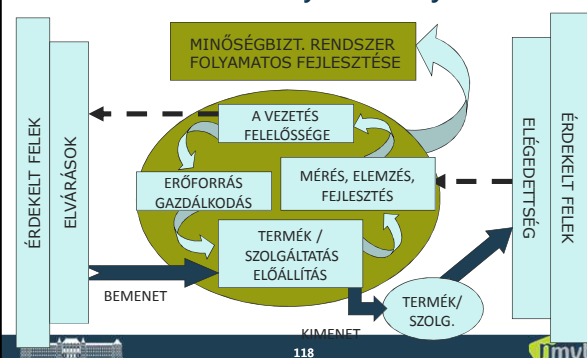 MINŐSÉGBIZT. RENDSZER
FOLYAMATOS FEJLESZTÉSE
ÉRDEKELT FELEK
ELVÁRÁSOK
A VEZETÉS
FELELŐSSÉGE
ERŐFORRÁS
GAZDÁLKODÁS
MÉRÉS, ELEMZÉS,
FEJLESZTÉS
TERMÉK /
SZOLGÁLTATÁS
ELŐÁLLÍTÁS
ELÉGEDETTSÉG
ÉRDEKELT FELEK
BEMENET
KIMENET
TERMÉK/
SZOLG.
118